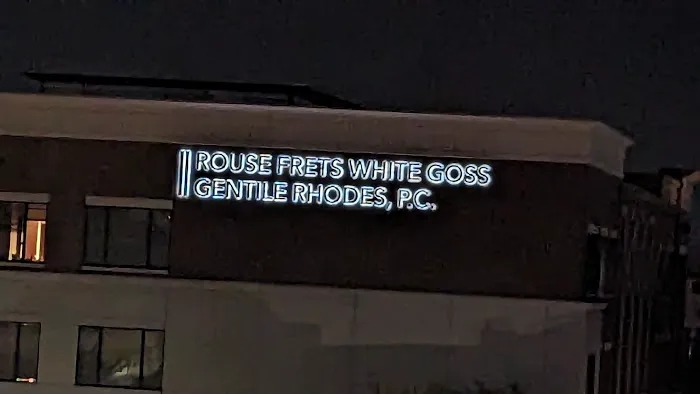 ROUSE FRETS WHITE GOSS
GENTILE RHODES, P.C.